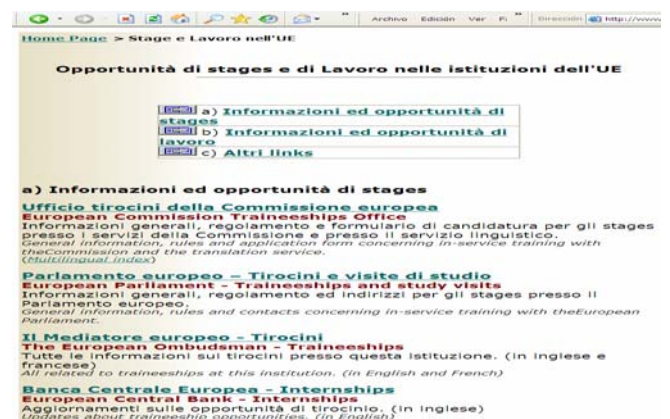 Archivo Edición Ver Dirección http://www
Home Page > Stage e Lavoro nell'UE
Opportunità di stages e di Lavoro nelle istituzioni dell'UE
a) Informazioni ed opportunità di
stages
b) Informazioni ed opportunità di
lavoro
c) Altri links
a) Informazioni ed opportunità di stages
Ufficio tirocini della Commissione europea
European Commission Traineeships Office
Informazioni generali, regolamento e formulario di candidatura per gli stages
presso i servizi della Commissione e presso il servizio linguistico.
General information, rules and application form concerning in-service training with
theCommission and the translation service.
(Multilingual index)
Parlamento europeo – Tirocini e visite di studio
European Parliament - Traineeships and study visits
Informazioni generali, regolamento ed indirizzi per gli stages presso il
Parlamento europeo.
General information, rules and contacts concerning in-service training with theEuropean
Parliament.
Il Mediatore europeo - Tirocini
The European Ombudsman - Traineeships
Tutte le informazioni sui tirocini presso questa istituzione. (in inglese e
francese)
All related to traineeships at this institution. (in English and French)
Banca Centrale Europea - Internships
European Central Bank - Internships
Aggiornamenti sulle opportunità di tirocinio. (in inglese)
Updates about traineeship opportunities. (in English)